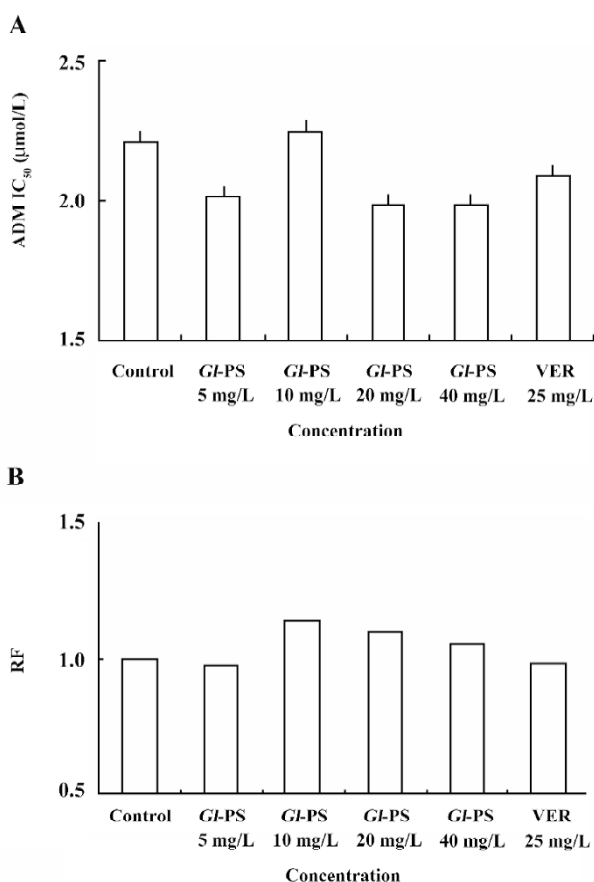 A
ADM IC50 (μmol/L)
2.5
2.0
1.5
Control Gl-PS Gl-PS Gl-PS Gl-PS VER
5 mg/L 10 mg/L 20 mg/L 40 mg/L 25 mg/L
Concentration
B
RF
1.5
1.0
0.5
Control Gl-PS Gl-PS Gl-PS Gl-PS VER
5 mg/L 10 mg/L 20 mg/L 40 mg/L 25 mg/L
Concentration